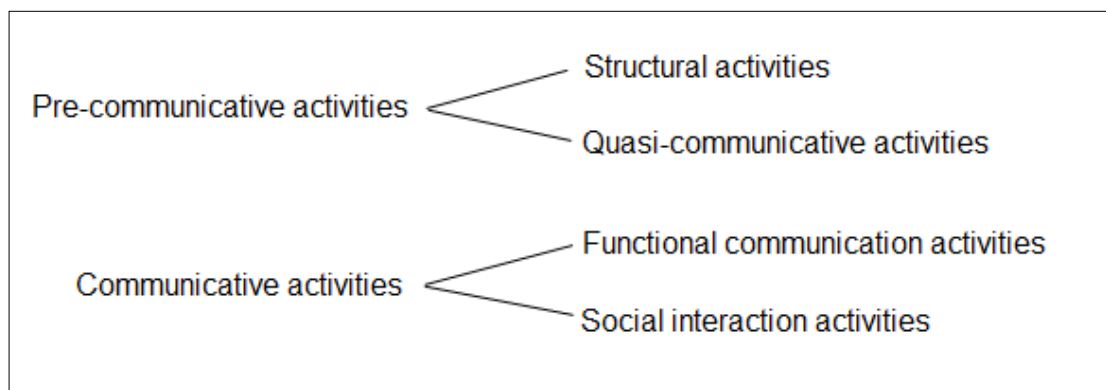 Structural activities
Pre-communicative activities
Quasi-communicative activities
Functional communication activities
Communicative activities
Social interaction activities